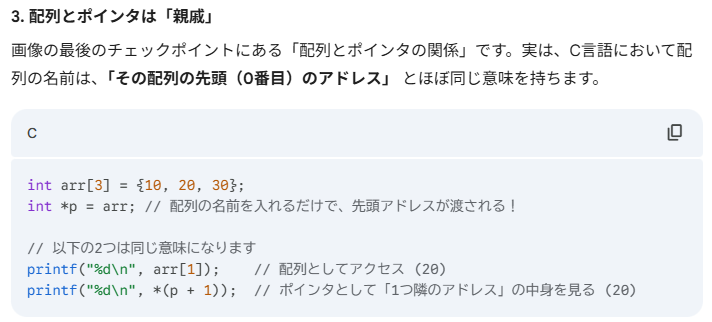 3. 配列とポインタは「親戚」
画像の最後のチェックポイントにある「配列とポインタの関係」です。実は、C言語において配
列の名前は、「その配列の先頭（0番目）のアドレス」 とほぼ同じ意味を持ちます。
C
int arr[3] = {10, 20, 30};
int *p = arr; // 配列の名前を入れるだけで、先頭アドレスが渡される！
// 以下の2つは同じ意味になります
printf("%d\n", arr[1]);    // 配列としてアクセス (20)
printf("%d\n", *(p + 1));  // ポインタとして「1つ隣のアドレス」の中身を見る (20)